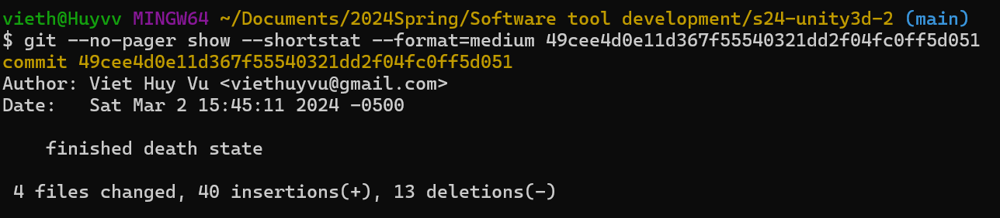 vieth@Huyvv MINGW64 ~/Documents/2024Spring/Software tool development/s24-unity3d-2 (main)
$ git --no-pager show --shortstat --format=medium 49cee4d0e11d367f55540321dd2f04fc0ff5d051
commit 49cee4d0e11d367f55540321dd2f04fc0ff5d051
Author: Viet Huy Vu <viethuyvu@gmail.com>
Date:   Sat Mar 2 15:45:11 2024 -0500
    finished death state
 4 files changed, 40 insertions(+), 13 deletions(-)